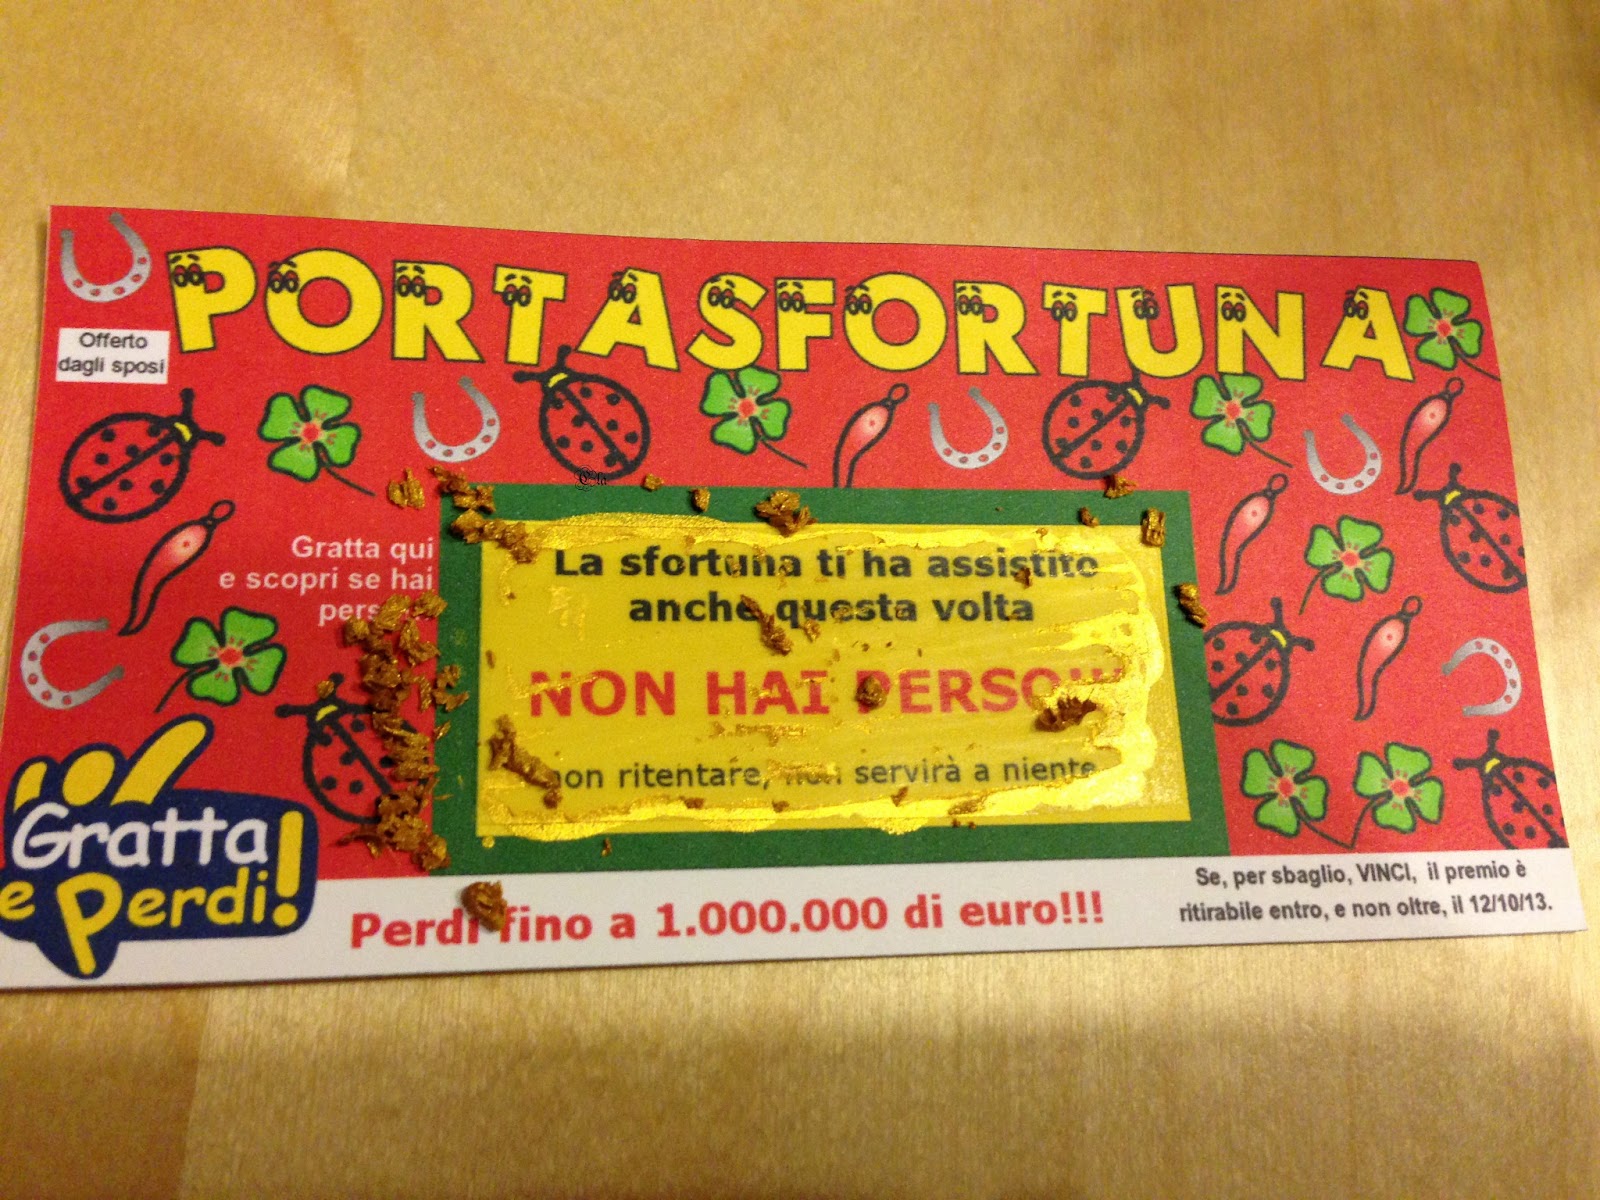 PORTASFORTUNA
Offerto
dagli sposi
Gratta qui
e scopri se hai
La sfortuna ti ha assistito
anche questa volta
NON HAI PERSO!!!
non ritentare, non servirà a niente
Gratta
e Perdi!
Perdi fino a 1.000.000 di euro!!!
Se, per sbaglio, VINCI, il premio è
ritirabile entro, e non oltre, il 12/10/13.